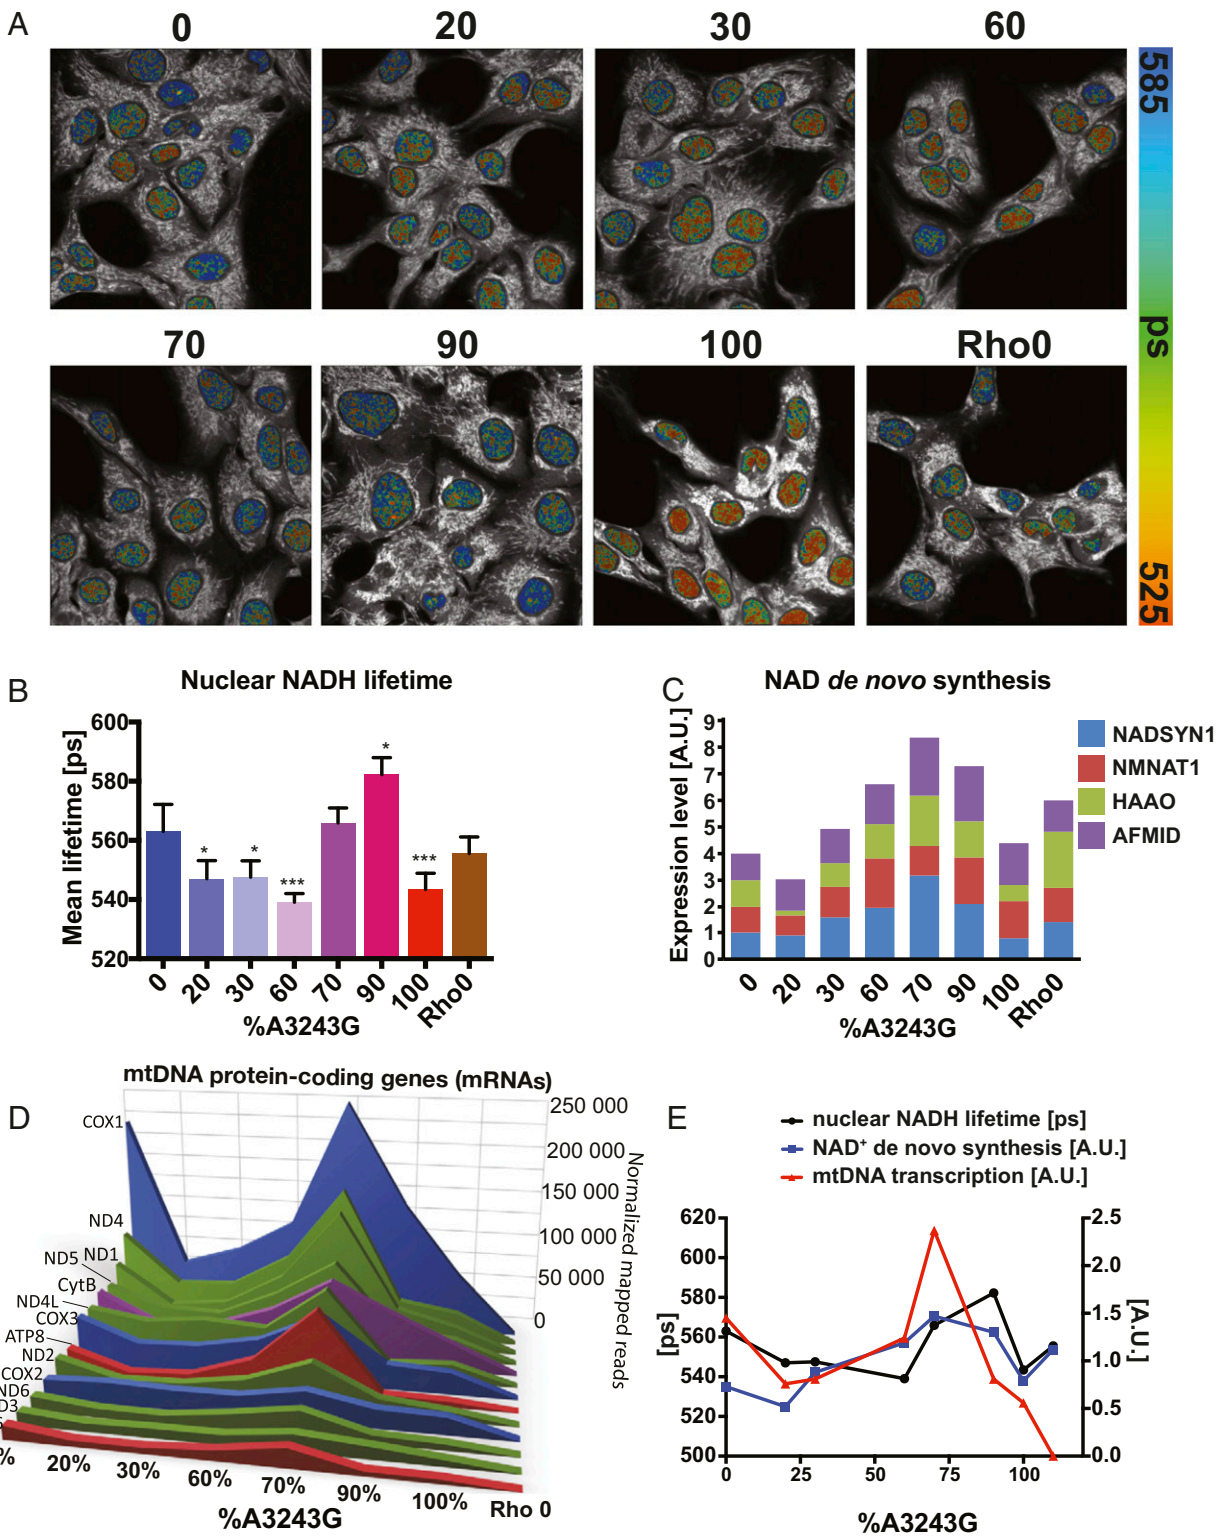 A
0 20 30 60
585
ps
525
70 90 100 Rho0
B
Nuclear NADH lifetime
Mean lifetime [ps]
600
580
560
540
520
* * *** * ***
0 20 30 60 70 90 100 Rho0
%A3243G
C
NAD de novo synthesis
Expression level [A.U.]
9
8
7
6
5
4
3
2
1
0
0 20 30 60 70 90 100 Rho0
%A3243G
NADSYN1
NMNAT1
HAAO
AFMID
D
mtDNA protein-coding genes (mRNAs)
COX1
ND4
ND5 ND1
CytB
ND4L
COX3
ATP8
ND2
COX2
ND6
D3
250 000
200 000
150 000
100 000
50 000
0
Normalized mapped reads
% 20% 30% 60% 70% 90% 100% Rho 0
%A3243G
E
nuclear NADH lifetime [ps]
NAD⁺ de novo synthesis [A.U.]
mtDNA transcription [A.U.]
[ps]
620
600
580
560
540
520
500
2.5
2.0
1.5
1.0
0.5
0.0
[A.U.]
0 25 50 75 100
%A3243G